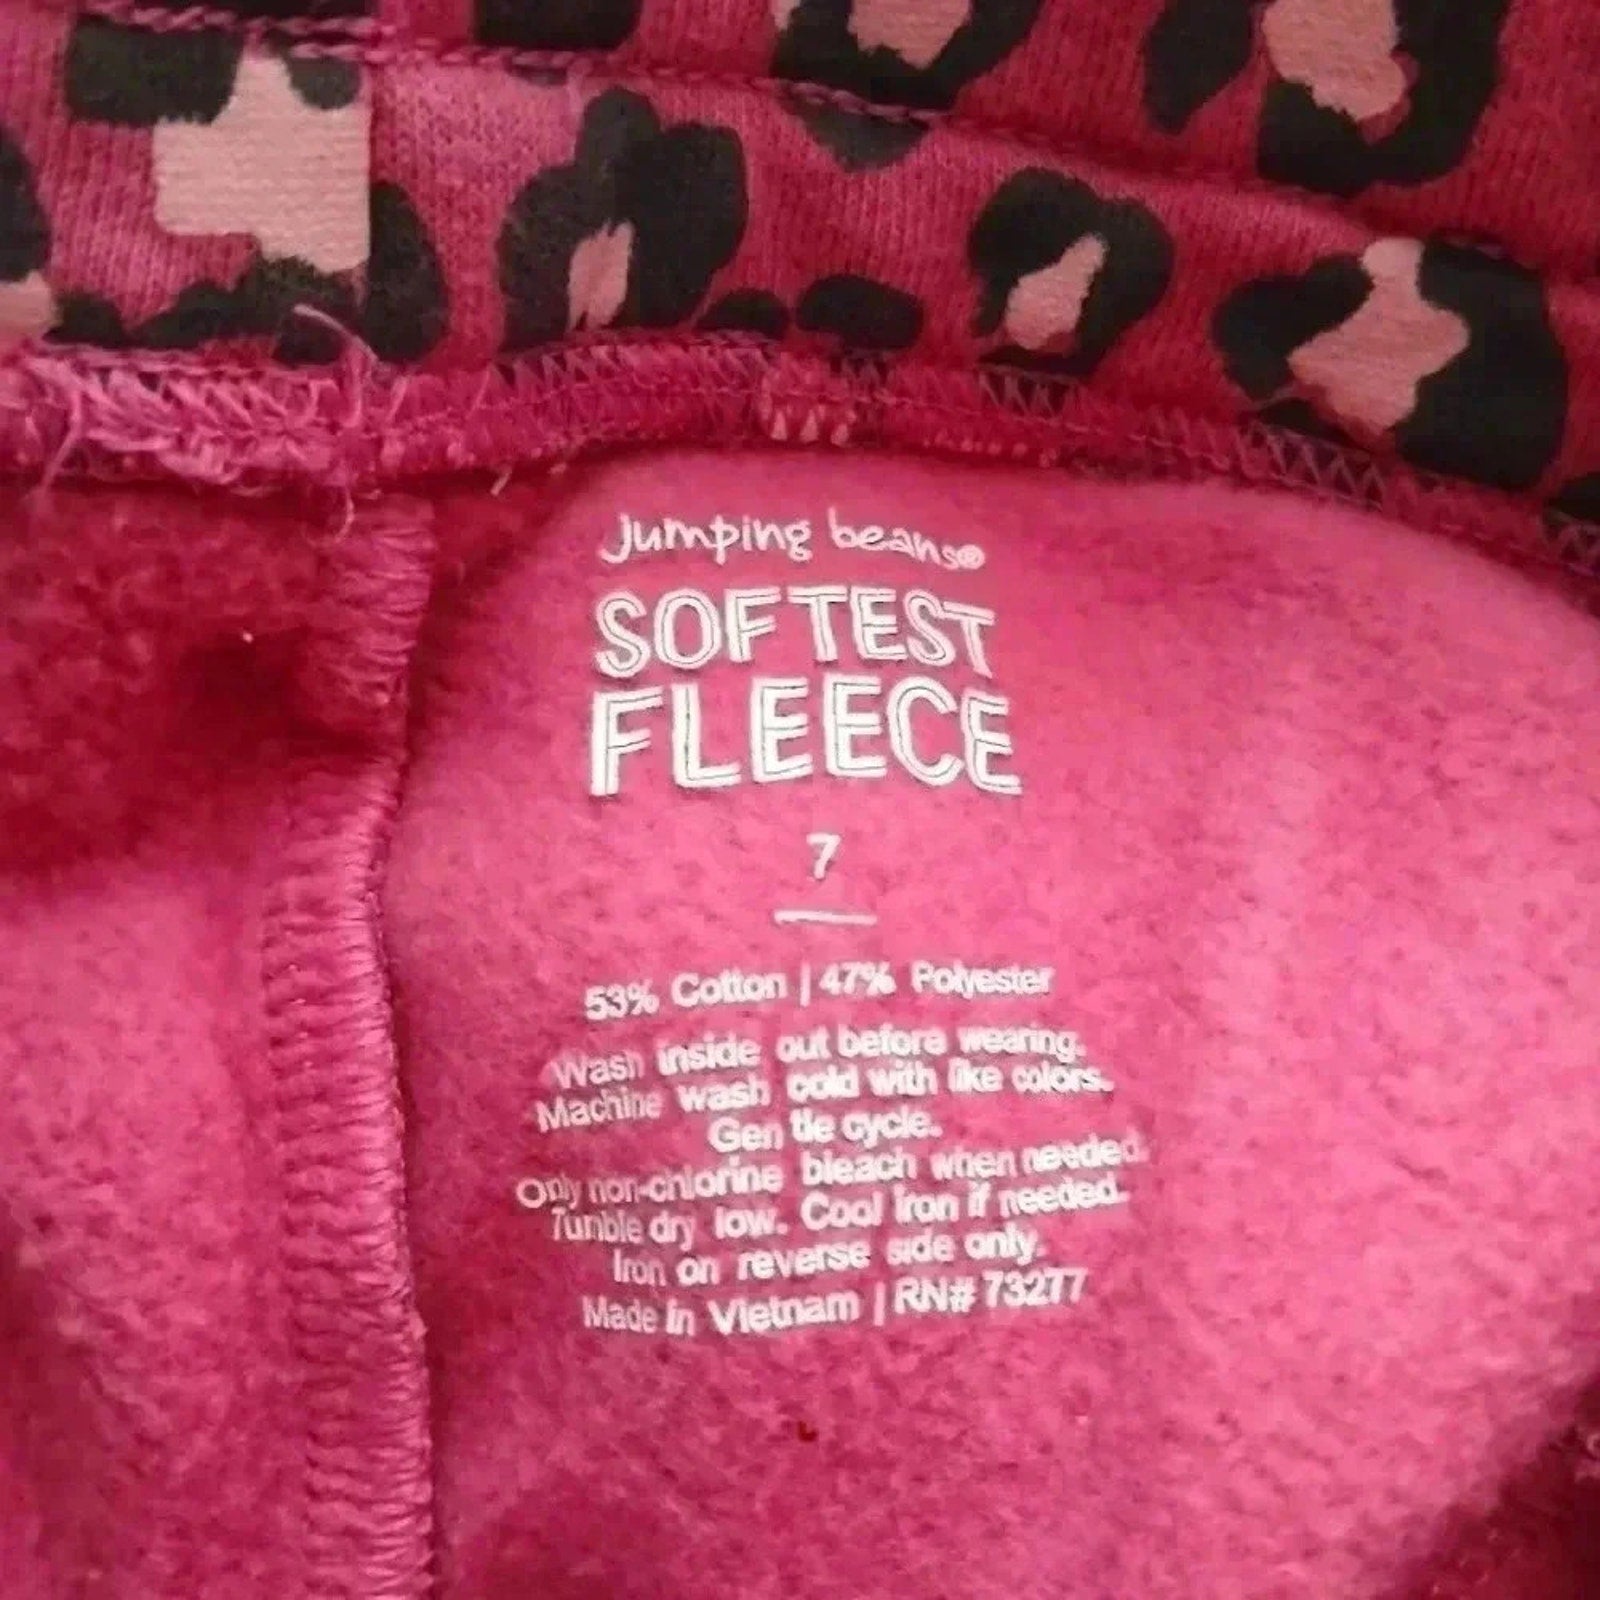 jumping beans®
SOFTEST
FLEECE
7
53% Cotton | 47% Polyester
Wash inside out before wearing.
Machine wash cold with like colors.
Gentle cycle.
Only non-chlorine bleach when needed.
Tumble dry low. Cool Iron if needed.
Iron on reverse side only.
Made In Vietnam | RN# 73277